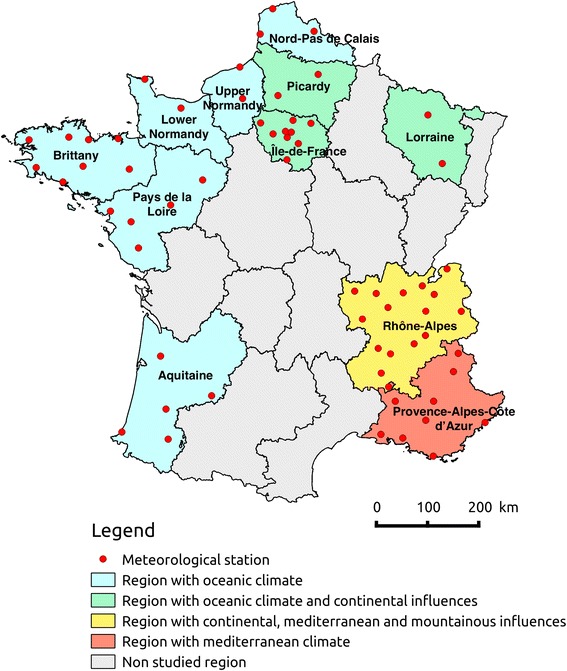 Nord-Pas de Calais
Picardy
Upper
Normandy
Lower
Normandy
Lorraine
Île-de-France
Brittany
Pays de la
Loire
Rhône-Alpes
Aquitaine
Provence-Alpes-Côte
d'Azur
0 100 200 km
Legend
Meteorological station
Region with oceanic climate
Region with oceanic climate and continental influences
Region with continental, mediterranean and mountainous influences
Region with mediterranean climate
Non studied region